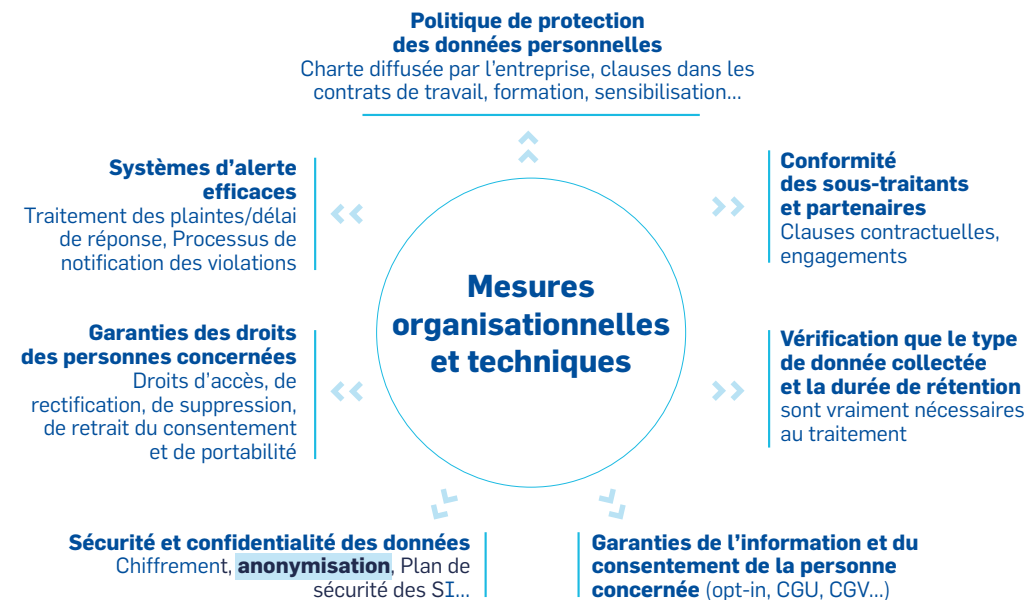 Politique de protection
des données personnelles
Charte diffusée par l’entreprise, clauses dans les
contrats de travail, formation, sensibilisation...
Systèmes d’alerte
efficaces
Traitement des plaintes/délai
de réponse, Processus de
notification des violations
Conformité
des sous-traitants
et partenaires
Clauses contractuelles,
engagements
Mesures
organisationnelles
et techniques
Garanties des droits
des personnes concernées
Droits d’accès, de
rectification, de suppression,
de retrait du consentement
et de portabilité
Vérification que le type
de donnée collectée
et la durée de rétention
sont vraiment nécessaires
au traitement
Sécurité et confidentialité des données
Chiffrement, anonymisation, Plan de
sécurité des SI...
Garanties de l’information et du
consentement de la personne
concernée (opt-in, CGU, CGV...)